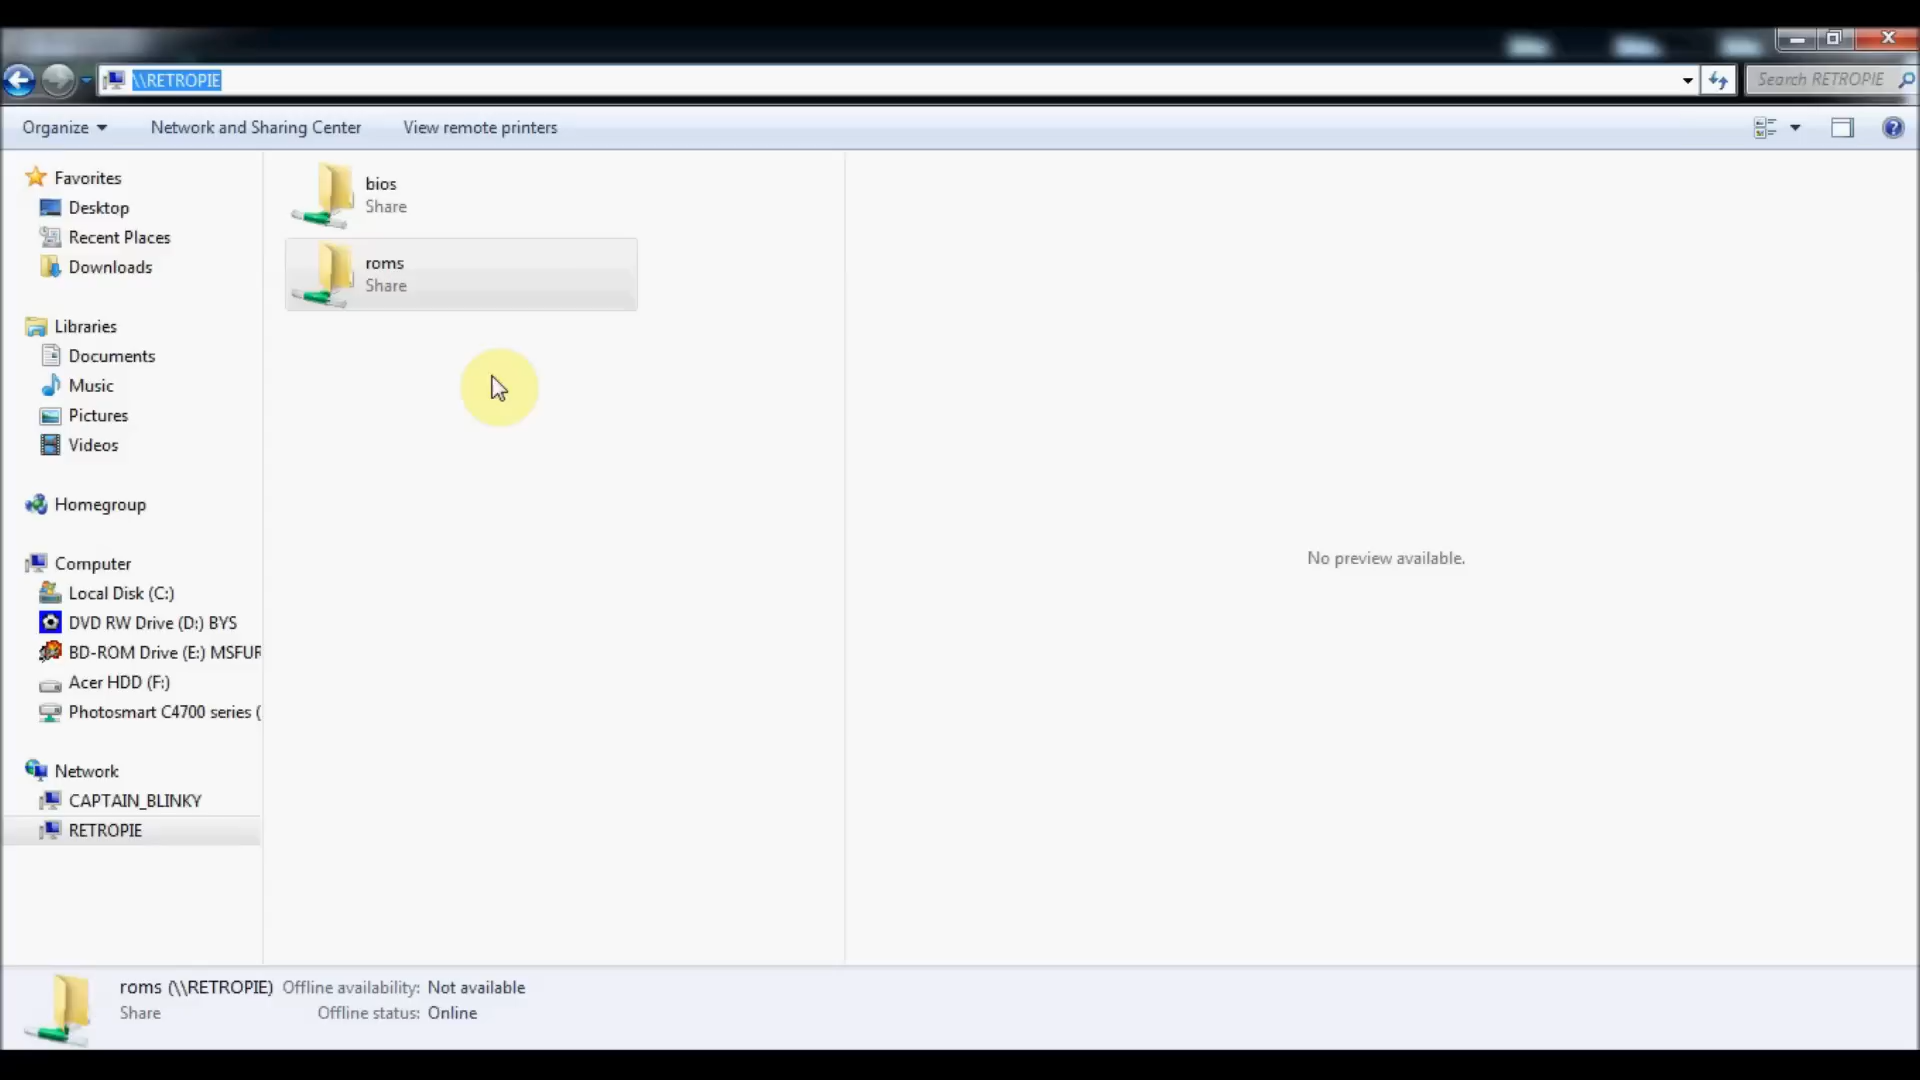 \\RETROPIE
Search RETROPIE
Organize
Network and Sharing Center
View remote printers
Favorites
Desktop
Recent Places
Downloads
Libraries
Documents
Music
Pictures
Videos
Homegroup
Computer
Local Disk (C:)
DVD RW Drive (D:) BYS
BD-ROM Drive (E:) MSFUR
Acer HDD (F:)
Photosmart C4700 series (
Network
CAPTAIN_BLINKY
RETROPIE
bios
Share
roms
Share
No preview available.
roms (\\RETROPIE) Offline availability: Not available
Share Offline status: Online